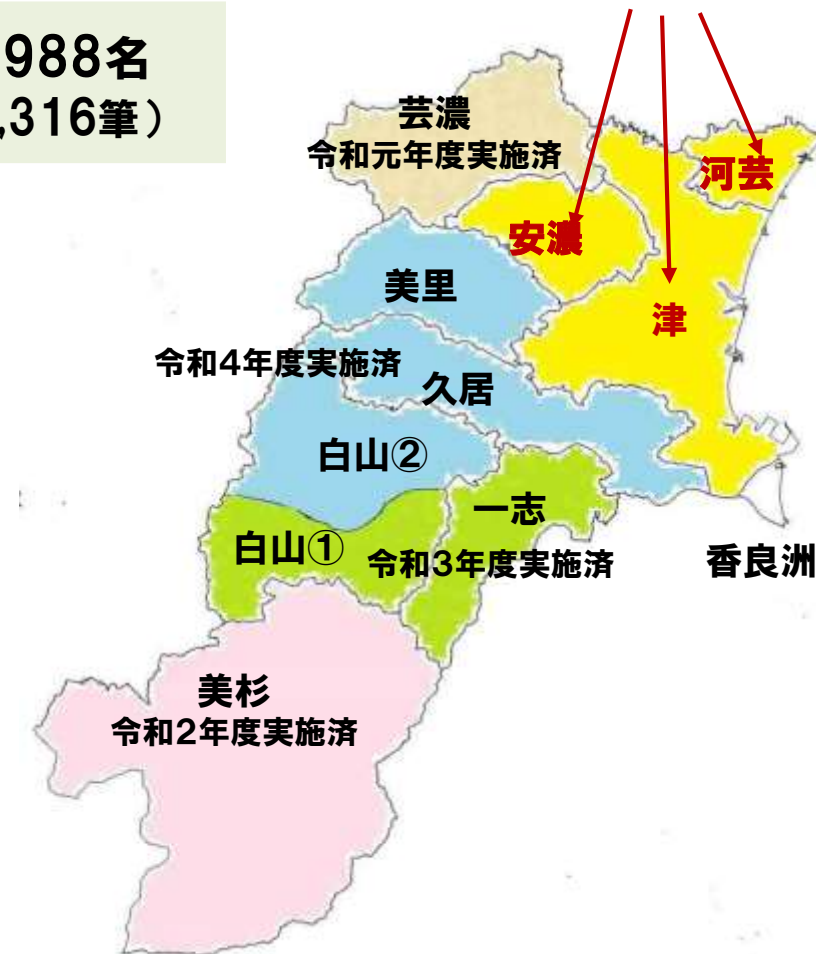 988名
,316筆）
芸濃
令和元年度実施済
河芸
安濃
美里
津
令和4年度実施済
久居
白山②
一志
白山①
令和3年度実施済
香良洲
美杉
令和2年度実施済